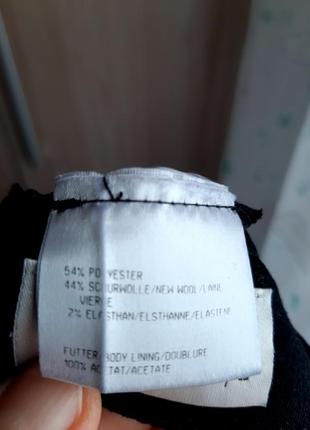 54% POLYESTER
44% SCHURWOLLE/NEW WOOL/LAINE
VIERGE
2% ELASTHAN/ELSTHANNE/ELASTENE
FUTTER/BODY LINING/DOUBLURE
100% ACETAT/ACETATE